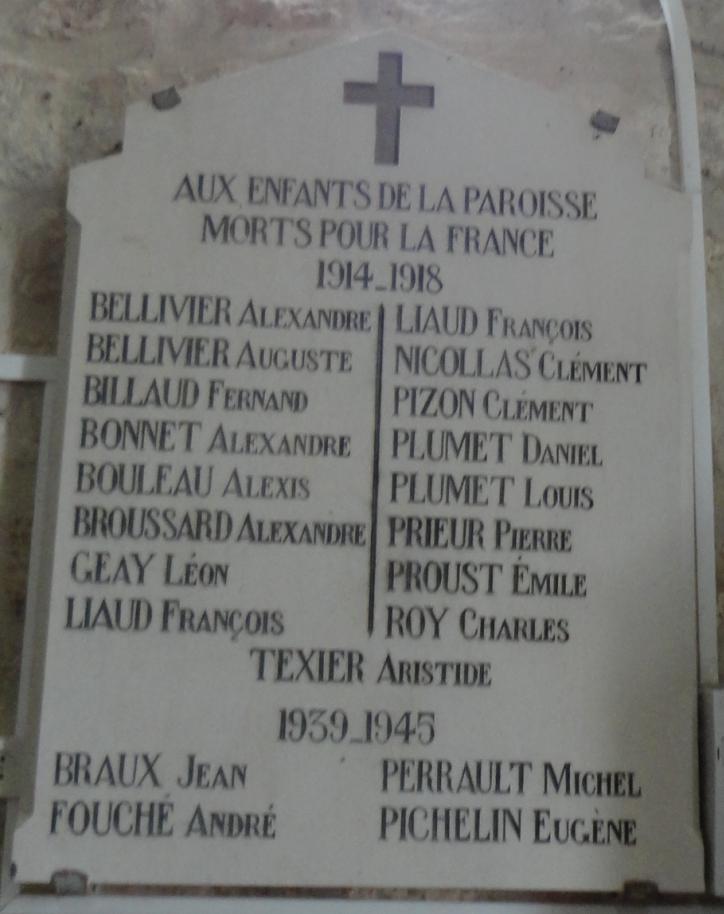 AUX ENFANTS DE LA PAROISSE
MORTS POUR LA FRANCE
1914-1918
BELLIVIER ALEXANDRE
BELLIVIER AUGUSTE
BILLAUD FERNAND
BONNET ALEXANDRE
BOULEAU ALEXIS
BROUSSARD ALEXANDRE
GEAY LÉON
LIAUD FRANÇOIS
LIAUD FRANÇOIS
NICOLLAS CLÉMENT
PIZON CLÉMENT
PLUMET DANIEL
PLUMET LOUIS
PRIEUR PIERRE
PROUST ÉMILE
ROY CHARLES
TEXIER ARISTIDE
1939-1945
BRAUX JEAN
FOUCHÉ ANDRÉ
PERRAULT MICHEL
PICHELIN EUGÈNE